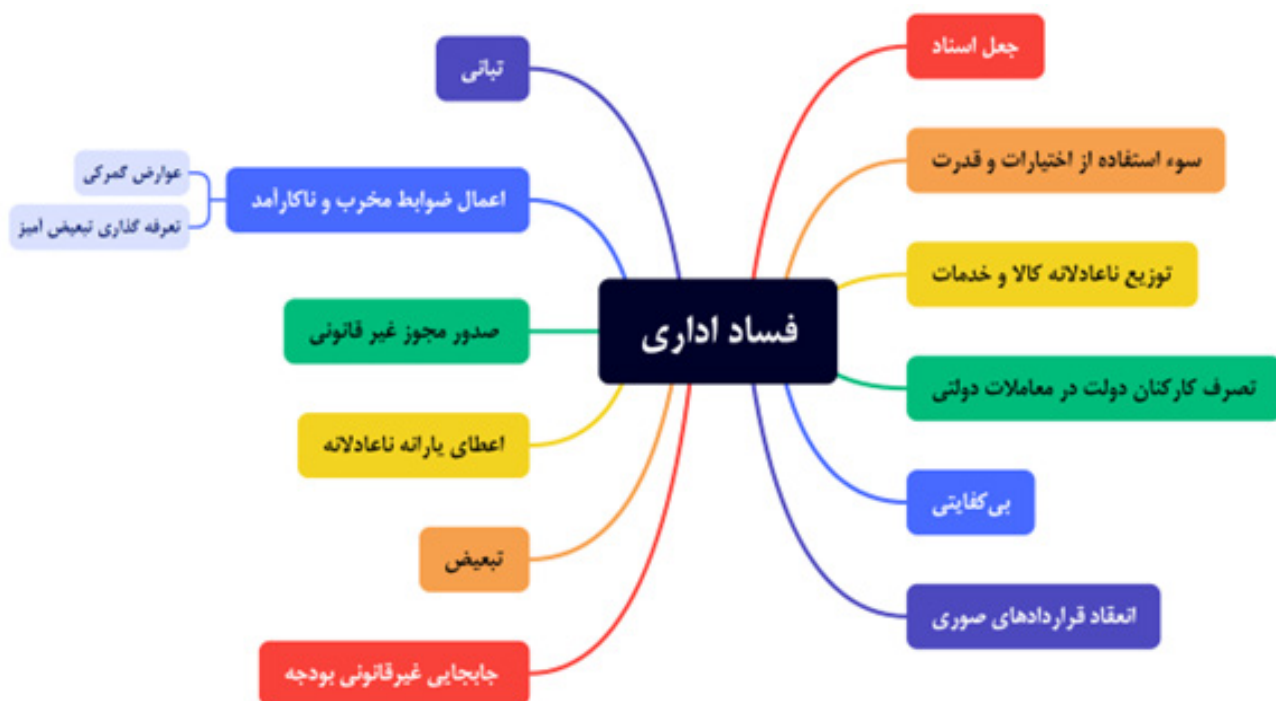 فساد اداری
جعل اسناد
سوء استفاده از اختیارات و قدرت
توزیع ناعادلانه کالا و خدمات
تصرف کارکنان دولت در معاملات دولتی
بی‌کفایتی
انعقاد قراردادهای صوری
تبانی
اعمال ضوابط مخرب و ناکارآمد
عوارض گمرکی
تعرفه گذاری تبعیض آمیز
صدور مجوز غیر قانونی
اعطای یارانه ناعادلانه
تبعیض
جابجایی غیرقانونی بودجه